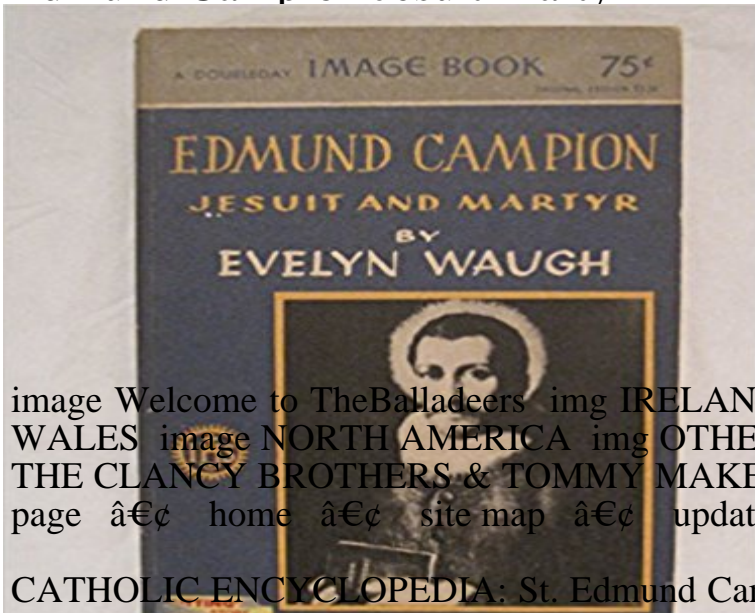 A DOUBLEDAY IMAGE BOOK 75¢
EDMUND CAMPION
JESUIT AND MARTYR
BY
EVELYN WAUGH
image Welcome to TheBalladeers img IRELAN
WALES image NORTH AMERICA img OTHE
THE CLANCY BROTHERS & TOMMY MAKE
page • home • site map • updat
CATHOLIC ENCYCLOPEDIA: St. Edmund Ca